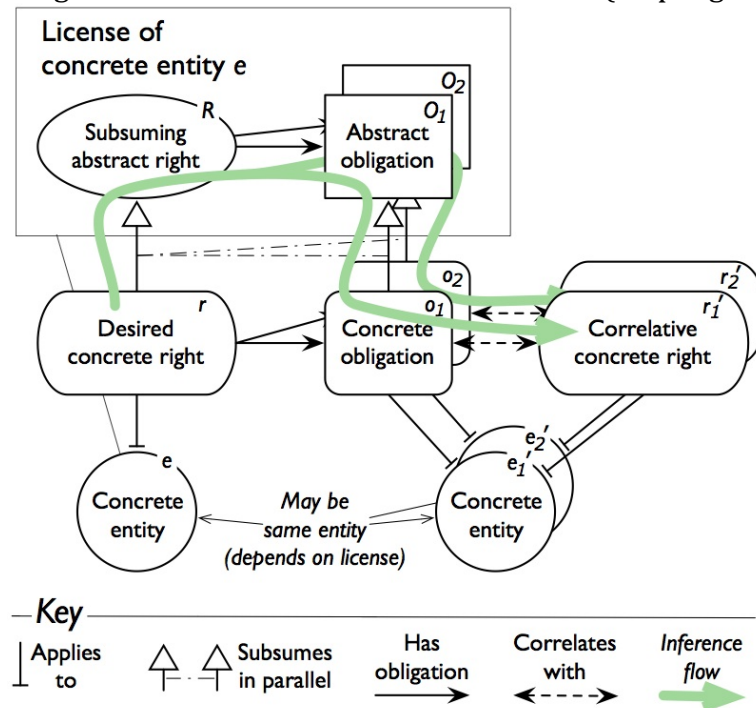 License of
concrete entity e
R
Subsuming
abstract right
O2
O1
Abstract
obligation
r
Desired
concrete right
o2
o1
Concrete
obligation
r2′
r1′
Correlative
concrete right
e
Concrete
entity
May be
same entity
(depends on license)
e2′
e1′
Concrete
entity
Key
Applies
to
Subsumes
in parallel
Has
obligation
Correlates
with
Inference
flow